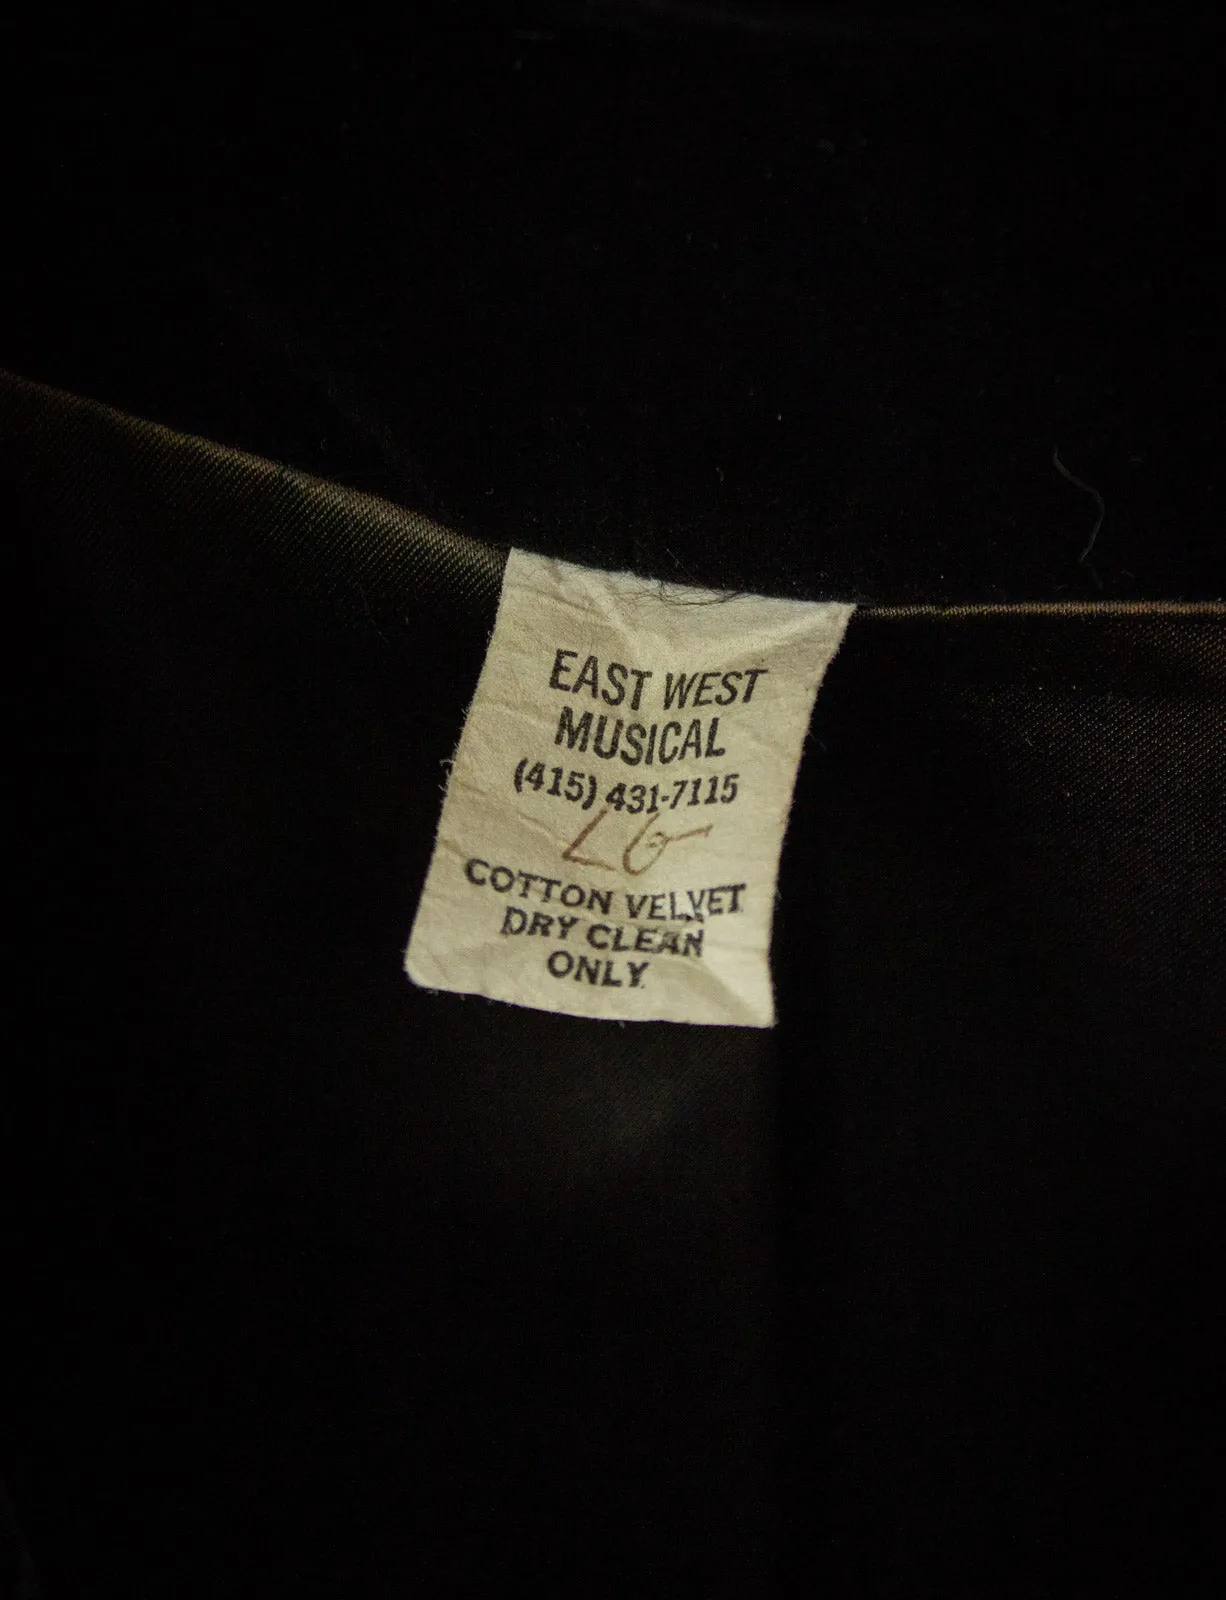 EAST WEST
MUSICAL
(415) 431-7115
LG
COTTON VELVET
DRY CLEAN
ONLY